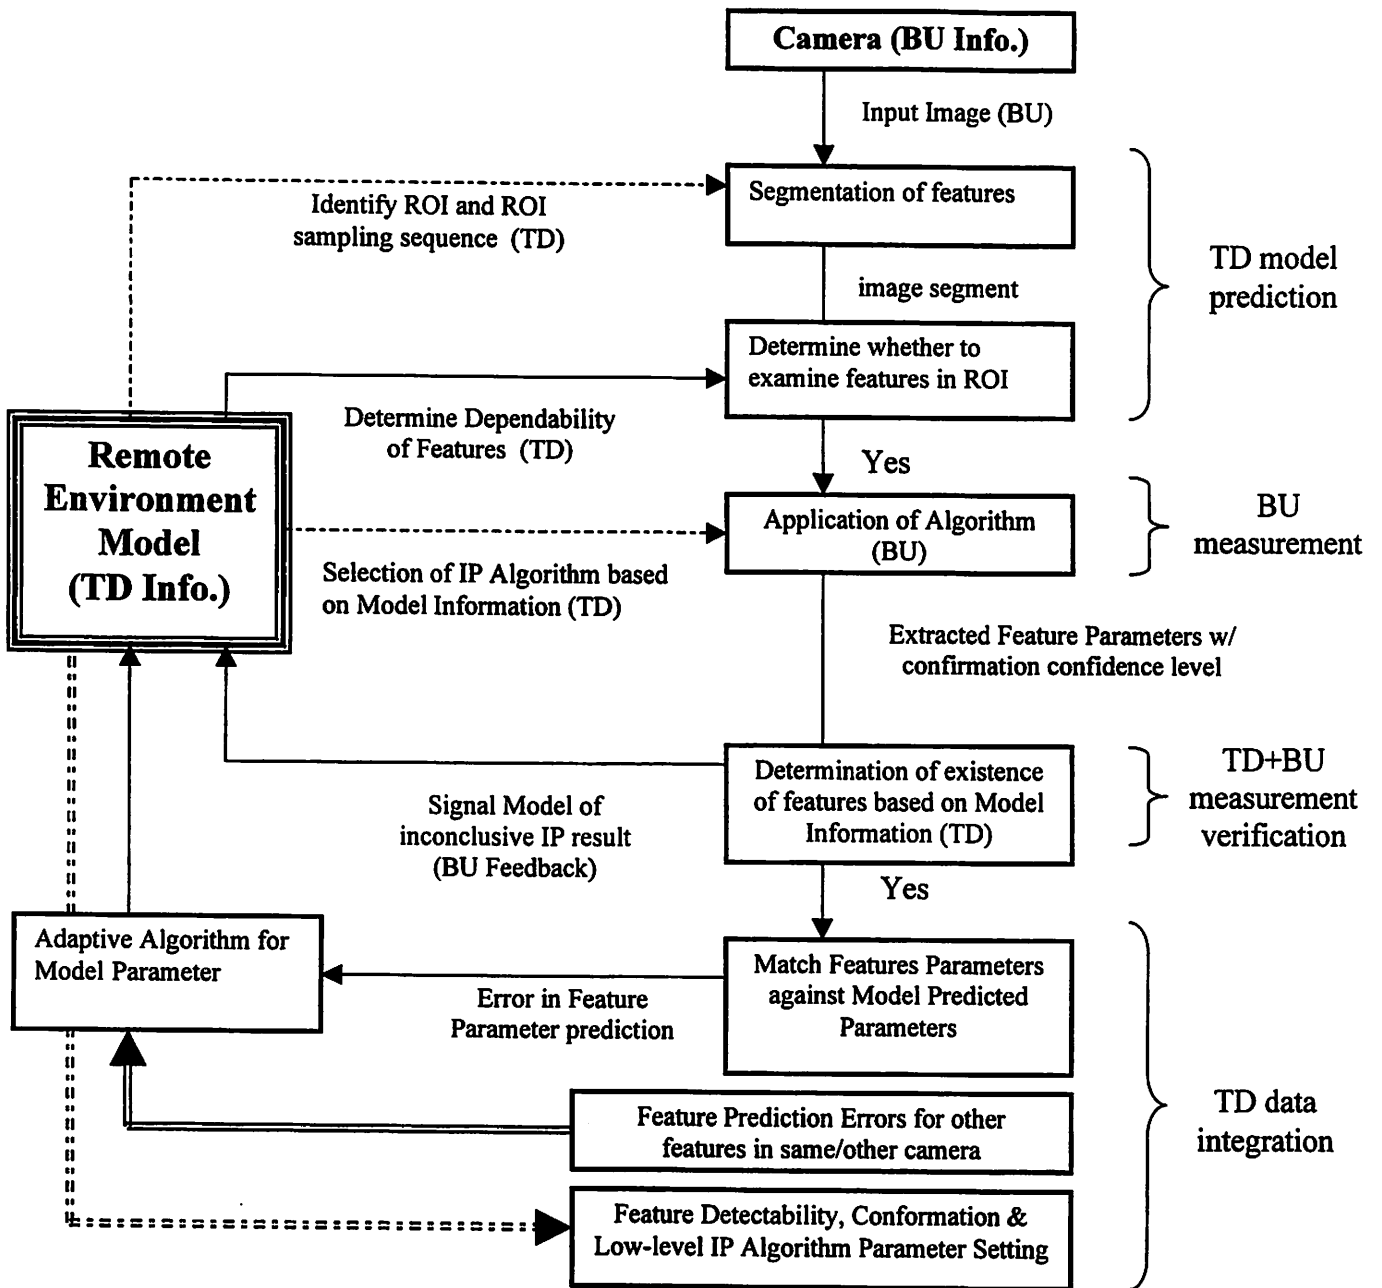 Camera (BU Info.)
Input Image (BU)
Segmentation of features
Identify ROI and ROI
sampling sequence (TD)
TD model
prediction
image segment
Determine whether to
examine features in ROI
Determine Dependability
of Features (TD)
Yes
Remote
Environment
Model
(TD Info.)
Application of Algorithm
(BU)
BU
measurement
Selection of IP Algorithm based
on Model Information (TD)
Extracted Feature Parameters w/
confirmation confidence level
Determination of existence
of features based on Model
Information (TD)
TD+BU
measurement
verification
Signal Model of
inconclusive IP result
(BU Feedback)
Yes
Adaptive Algorithm for
Model Parameter
Match Features Parameters
against Model Predicted
Parameters
Error in Feature
Parameter prediction
Feature Prediction Errors for other
features in same/other camera
TD data
integration
Feature Detectability, Conformation &
Low-level IP Algorithm Parameter Setting